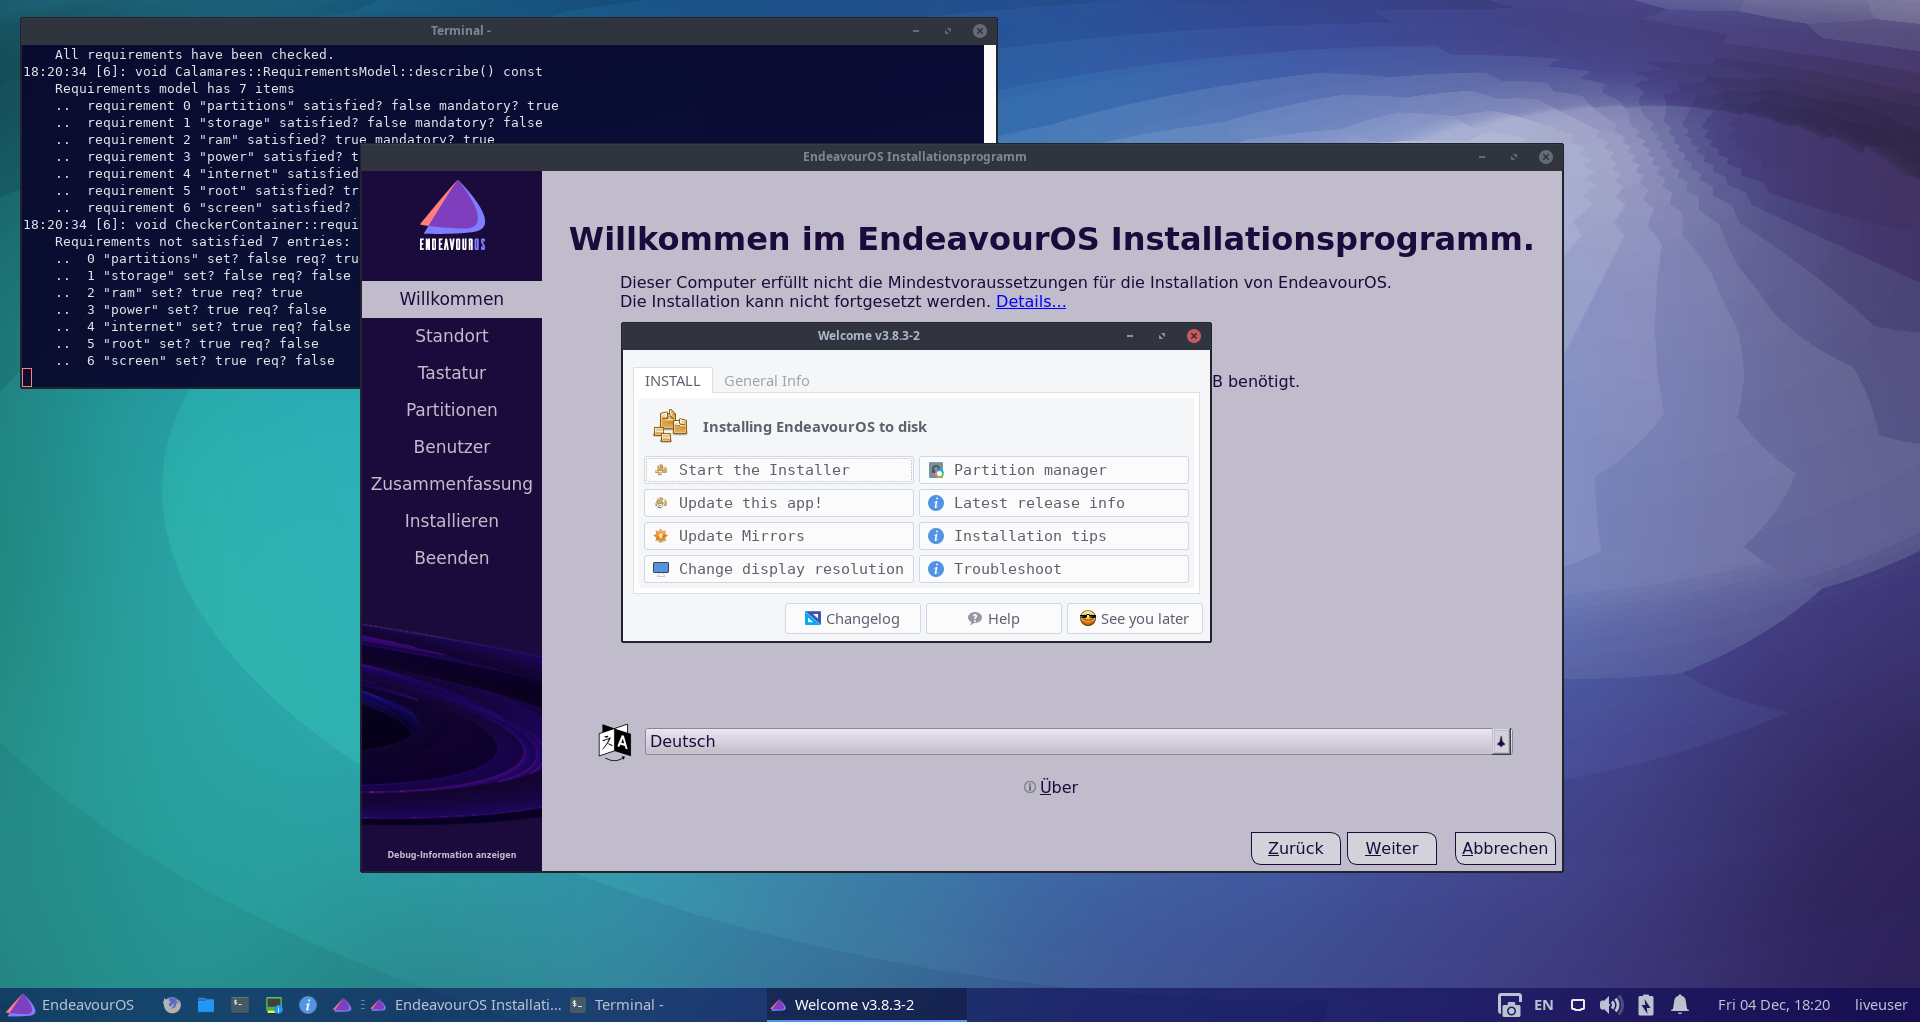 Terminal -
All requirements have been checked.
18:20:34 [6]: void Calamares::RequirementsModel::describe() const
Requirements model has 7 items
..  requirement 0 "partitions" satisfied? false mandatory? true
..  requirement 1 "storage" satisfied? false mandatory? false
..  requirement 2 "ram" satisfied? true mandatory? true
..  requirement 3 "power" satisfied?
..  requirement 4 "internet" satisfied
..  requirement 5 "root" satisfied?
..  requirement 6 "screen" satisfied?
18:20:34 [6]: void CheckerContainer::requi
Requirements not satisfied 7 entries:
..  0 "partitions" set? false req? tru
..  1 "storage" set? false req? false
..  2 "ram" set? true req? true
..  3 "power" set? true req? false
..  4 "internet" set? true req? false
..  5 "root" set? true req? false
..  6 "screen" set? true req? false
EndeavourOS Installationsprogramm
ENDEAVOUROS
Willkommen
Standort
Tastatur
Partitionen
Benutzer
Zusammenfassung
Installieren
Beenden
Debug-Information anzeigen
Willkommen im EndeavourOS Installationsprogramm.
Dieser Computer erfüllt nicht die Mindestvoraussetzungen für die Installation von EndeavourOS.
Die Installation kann nicht fortgesetzt werden. Details...
B benötigt.
Welcome v3.8.3-2
INSTALL General Info
Installing EndeavourOS to disk
Start the Installer Partition manager
Update this app! Latest release info
Update Mirrors Installation tips
Change display resolution Troubleshoot
Changelog Help See you later
Deutsch
Über
Zurück Weiter Abbrechen
EndeavourOS EndeavourOS Installati... Terminal - Welcome v3.8.3-2 EN Fri 04 Dec, 18:20 liveuser